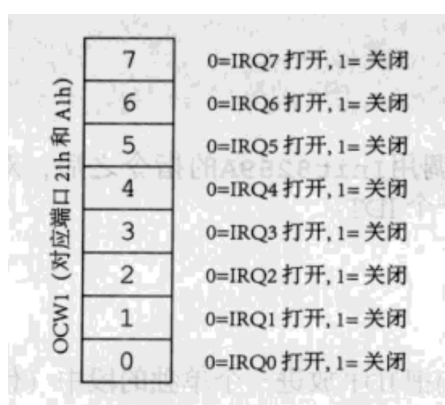 OCW1（对应端口 21h 和 A1h）
7 0=IRQ7 打开, 1= 关闭
6 0=IRQ6 打开, 1= 关闭
5 0=IRQ5 打开, 1= 关闭
4 0=IRQ4 打开, 1= 关闭
3 0=IRQ3 打开, 1= 关闭
2 0=IRQ2 打开, 1= 关闭
1 0=IRQ1 打开, 1= 关闭
0 0=IRQ0 打开, 1= 关闭